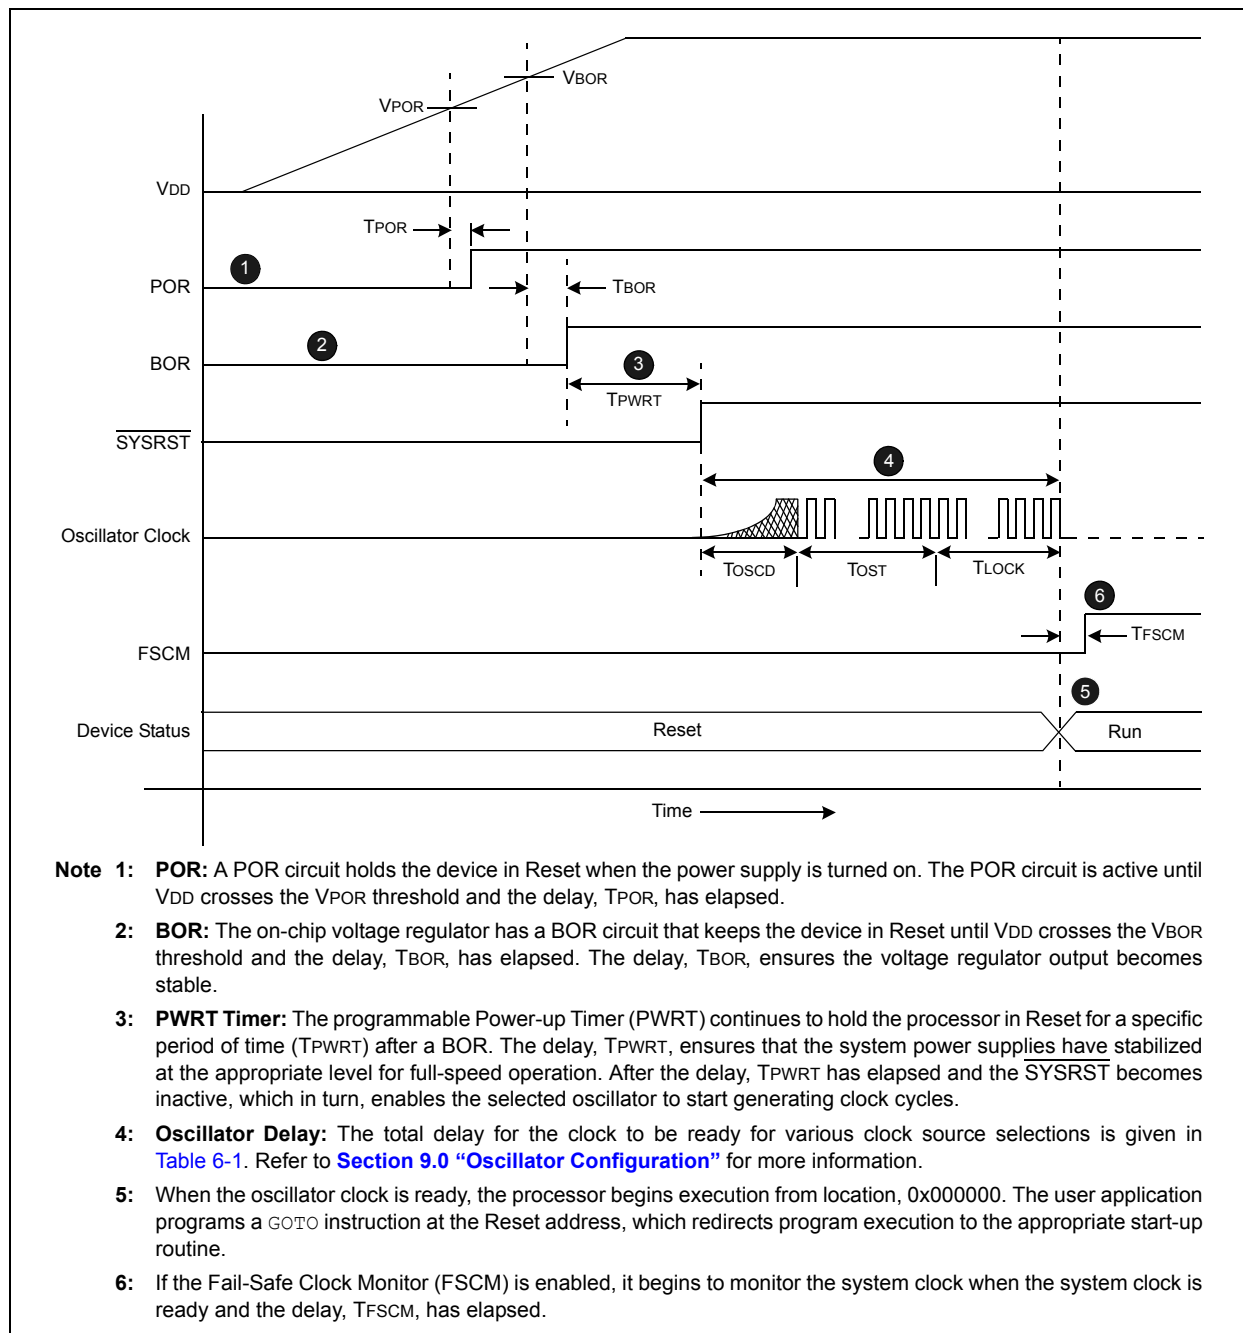 VBOR
VPOR
VDD
TPOR
1
POR
TBOR
2
BOR
3
TPWRT
SYSRST
4
Oscillator Clock
TOSCD
TOST
TLOCK
6
TFSCM
FSCM
5
Device Status
Reset
Run
Time
Note 1: POR: A POR circuit holds the device in Reset when the power supply is turned on. The POR circuit is active until
VDD crosses the VPOR threshold and the delay, TPOR, has elapsed.
2: BOR: The on-chip voltage regulator has a BOR circuit that keeps the device in Reset until VDD crosses the VBOR
threshold and the delay, TBOR, has elapsed. The delay, TBOR, ensures the voltage regulator output becomes
stable.
3: PWRT Timer: The programmable Power-up Timer (PWRT) continues to hold the processor in Reset for a specific
period of time (TPWRT) after a BOR. The delay, TPWRT, ensures that the system power supplies have stabilized
at the appropriate level for full-speed operation. After the delay, TPWRT has elapsed and the SYSRST becomes
inactive, which in turn, enables the selected oscillator to start generating clock cycles.
4: Oscillator Delay: The total delay for the clock to be ready for various clock source selections is given in
Table 6-1. Refer to Section 9.0 “Oscillator Configuration” for more information.
5: When the oscillator clock is ready, the processor begins execution from location, 0x000000. The user application
programs a GOTO instruction at the Reset address, which redirects program execution to the appropriate start-up
routine.
6: If the Fail-Safe Clock Monitor (FSCM) is enabled, it begins to monitor the system clock when the system clock is
ready and the delay, TFSCM, has elapsed.